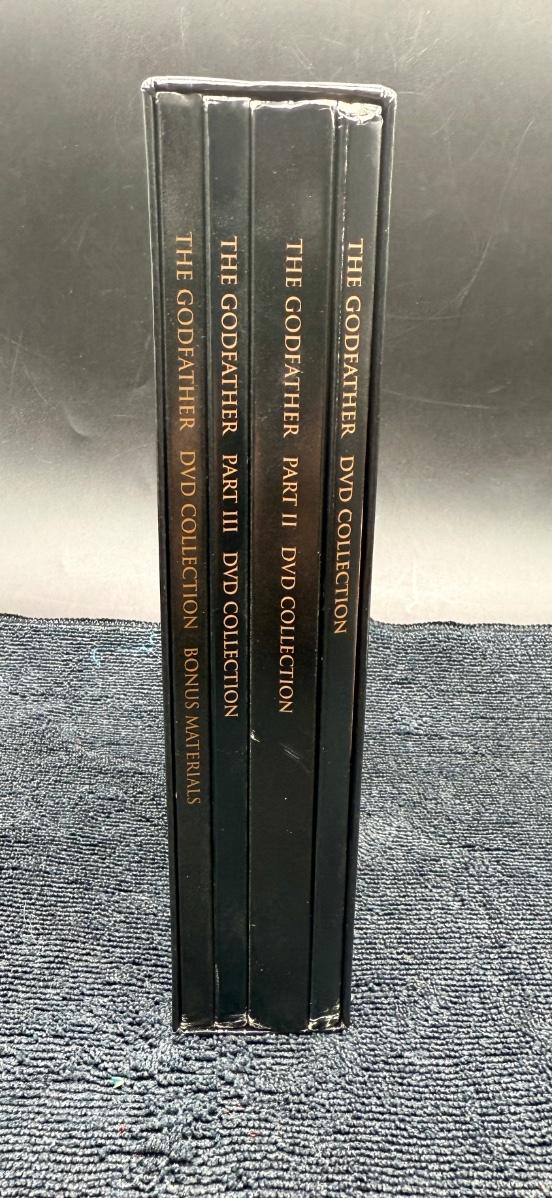 THE GODFATHER DVD COLLECTION BONUS MATERIALS
THE GODFATHER PART III DVD COLLECTION
THE GODFATHER PART II DVD COLLECTION
THE GODFATHER DVD COLLECTION